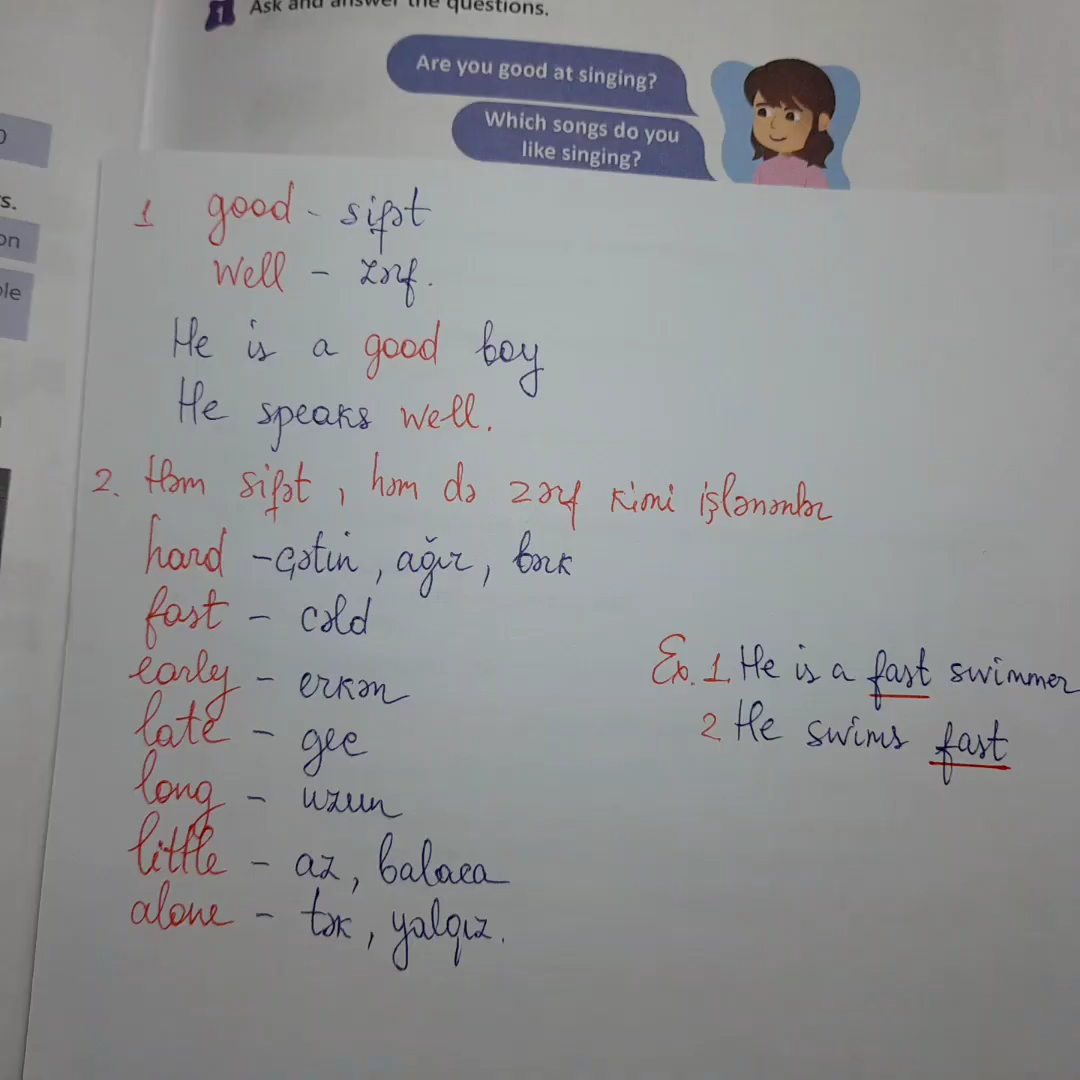 1 Ask and answer the questions.
Are you good at singing?
Which songs do you
like singing?
s.
on
ole
1 good - sifət
well - zərf.
He is a good boy
He speaks well.
2. Həm sifət, həm də zərf kimi işlənənlər
hard - çətin, ağır, bərk
fast - cəld
early - erkən
late - gec
long - uzun
little - az, balaca
alone - tək, yalqız.
Ex. 1 He is a fast swimmer
2 He swims fast